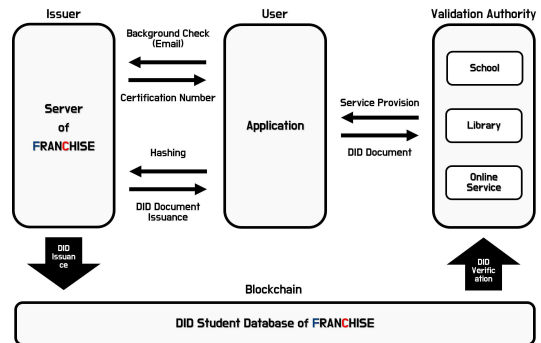 Issuer
User
Validation Authority
Background Check
(Email)
Certification Number
Server
of
FRANCHISE
Hashing
DID Document
Issuance
Application
Service Provision
DID Document
School
Library
Online
Service
DID
Issuan
ce
DID
Verific
ation
Blockchain
DID Student Database of FRANCHISE